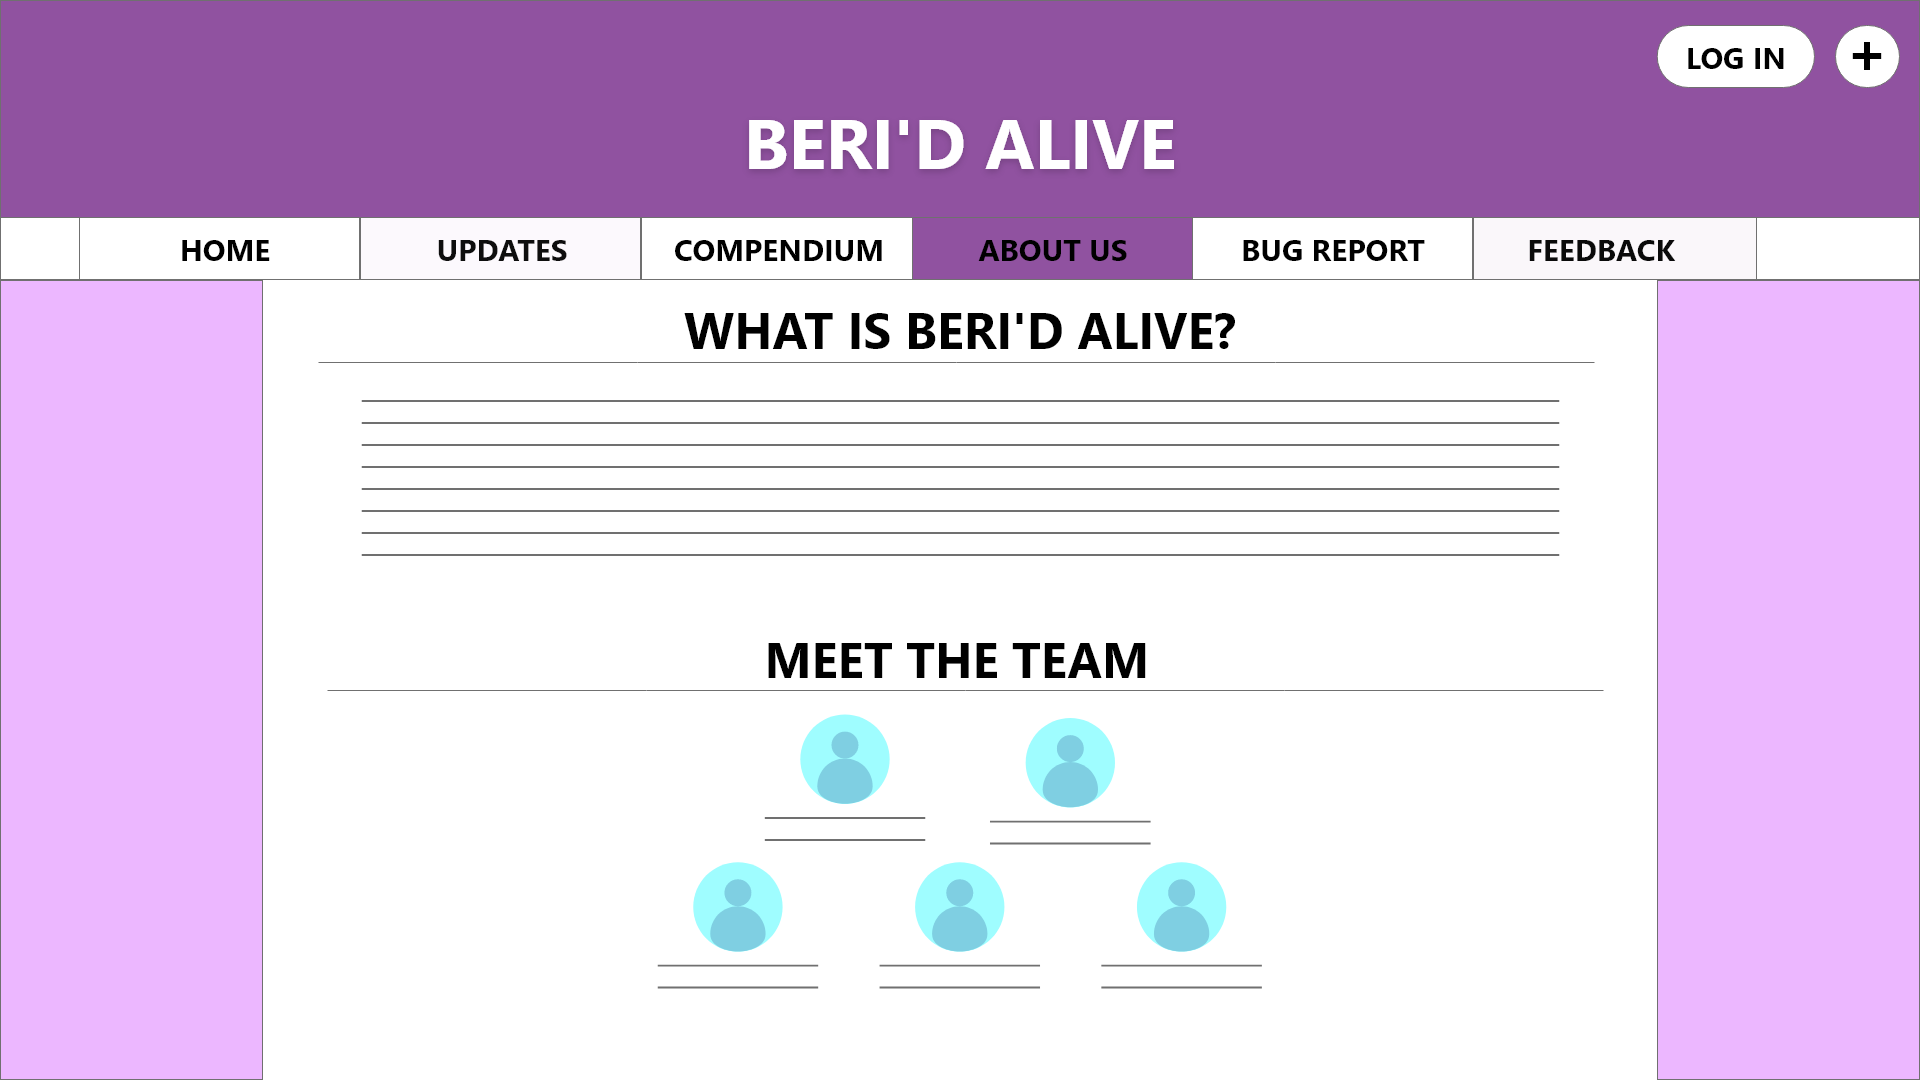 LOG IN +
BERI'D ALIVE
HOME UPDATES COMPENDIUM ABOUT US BUG REPORT FEEDBACK
WHAT IS BERI'D ALIVE?
MEET THE TEAM